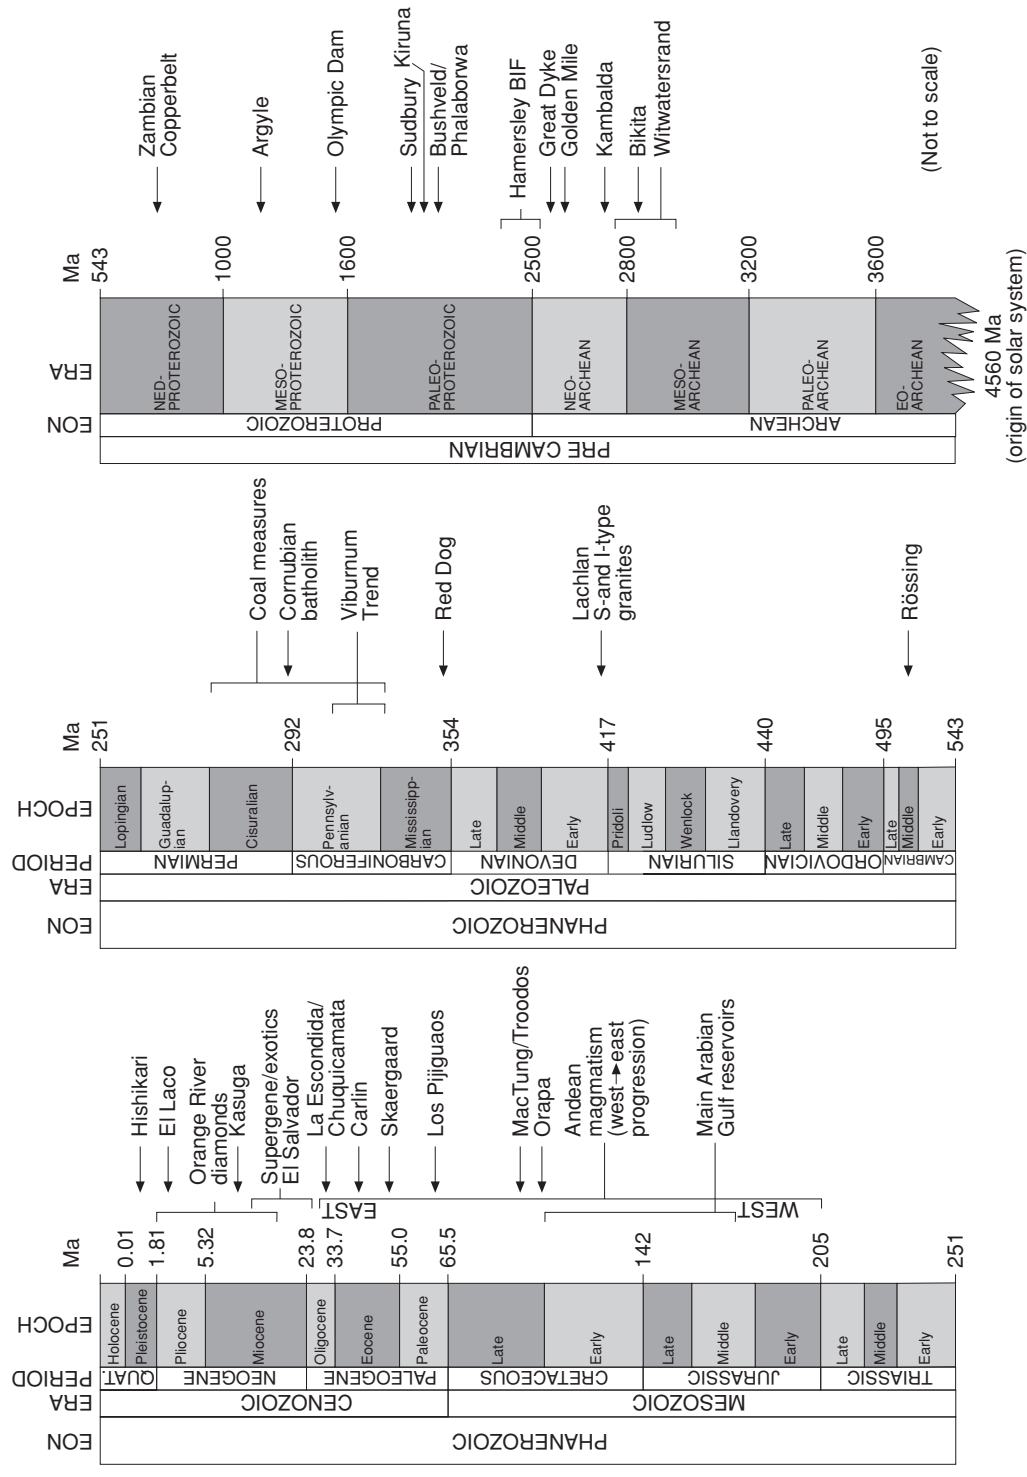 EON
ERA
PERIOD
EPOCH
Ma
PHANEROZOIC
CENOZOIC
MESOZOIC
QUAT.
NEOGENE
PALEOGENE
CRETACEOUS
JURASSIC
TRIASSIC
Holocene
Pleistocene
Pliocene
Miocene
Oligocene
Eocene
Paleocene
Late
Early
Late
Middle
Early
Late
Middle
Early
0.01
1.81
5.32
23.8
33.7
55.0
65.5
142
205
251
EAST
WEST
Hishikari
El Laco
Orange River
diamonds
Kasuga
Supergene/exotics
El Salvador
La Escondida/
Chuquicamata
Carlin
Skaergaard
Los Pijiguaos
MacTung/Troodos
Orapa
Andean
magmatism
(west→east
progression)
Main Arabian
Gulf reservoirs
EON
ERA
PERIOD
EPOCH
Ma
PHANEROZOIC
PALEOZOIC
PERMIAN
CARBONIFEROUS
DEVONIAN
SILURIAN
ORDOVICIAN
CAMBRIAN
Lopingian
Guadalup-
ian
Cisuralian
Pennsylv-
anian
Mississipp-
ian
Late
Middle
Early
Pridoli
Ludlow
Wenlock
Llandovery
Late
Middle
Early
Late
Middle
Early
251
292
354
417
440
495
543
Coal measures
Cornubian
batholith
Viburnum
Trend
Red Dog
Lachlan
S-and I-type
granites
Rössing
EON
ERA
Ma
PRE CAMBRIAN
PROTEROZOIC
ARCHEAN
NED-
PROTEROZOIC
MESO-
PROTEROZOIC
PALEO-
PROTEROZOIC
NEO-
ARCHEAN
MESO-
ARCHEAN
PALEO-
ARCHEAN
EO-
ARCHEAN
543
1000
1600
2500
2800
3200
3600
4560 Ma
(origin of solar system)
Zambian
Copperbelt
Argyle
Olympic Dam
Sudbury
Kiruna
Bushveld/
Phalaborwa
Hamersley BIF
Great Dyke
Golden Mile
Kambalda
Bikita
Witwatersrand
(Not to scale)